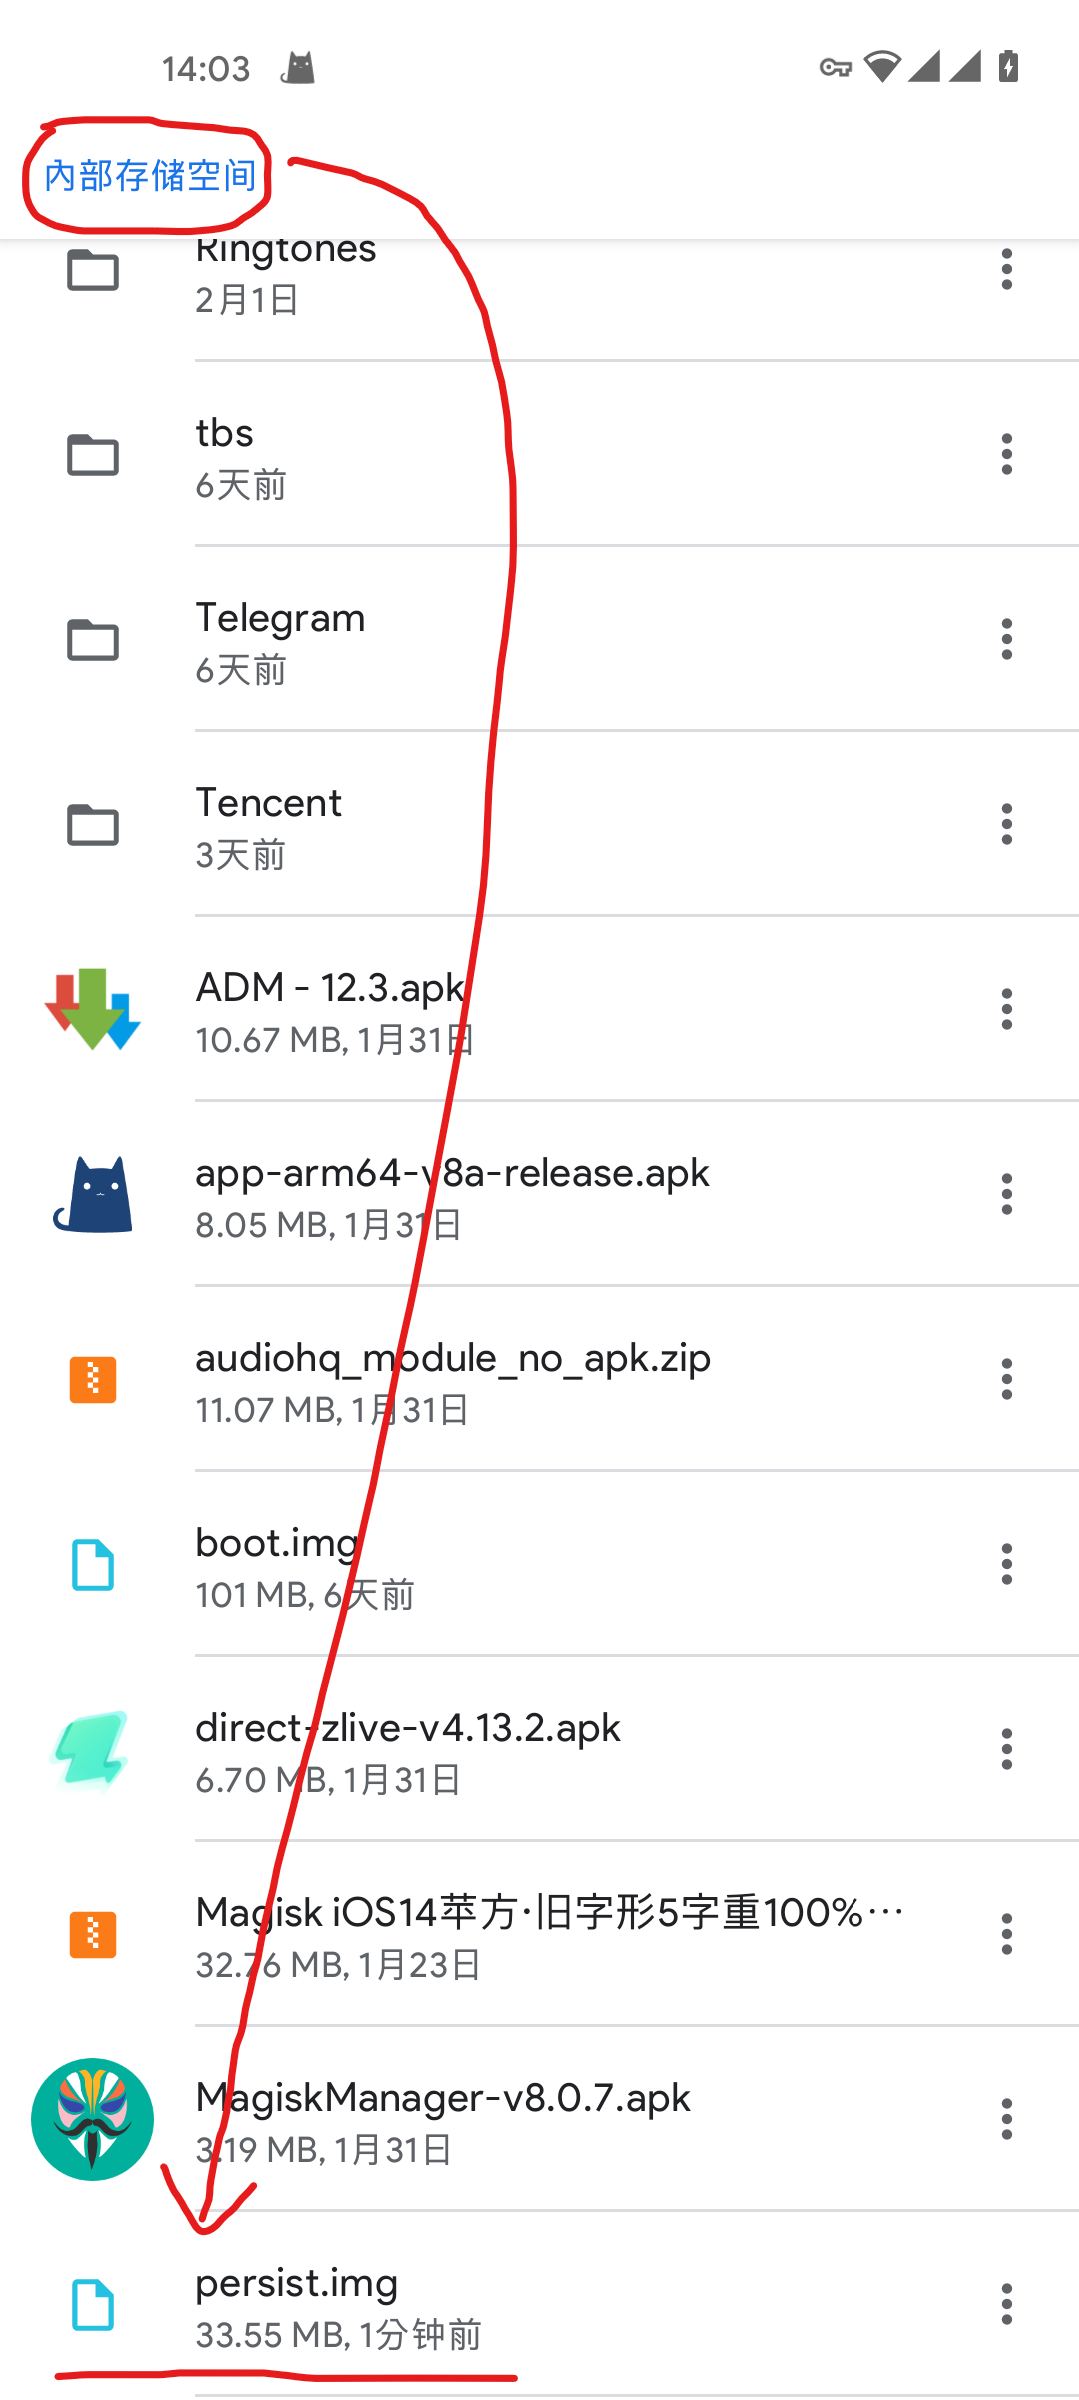 14:03
内部存储空间
Ringtones
2月1日
tbs
6天前
Telegram
6天前
Tencent
3天前
ADM - 12.3.apk
10.67 MB, 1月31日
app-arm64-v8a-release.apk
8.05 MB, 1月31日
audiohq_module_no_apk.zip
11.07 MB, 1月31日
boot.img
101 MB, 6天前
direct-zlive-v4.13.2.apk
6.70 MB, 1月31日
Magisk iOS14苹方·旧字形5字重100%…
32.76 MB, 1月23日
MagiskManager-v8.0.7.apk
3.19 MB, 1月31日
persist.img
33.55 MB, 1分钟前